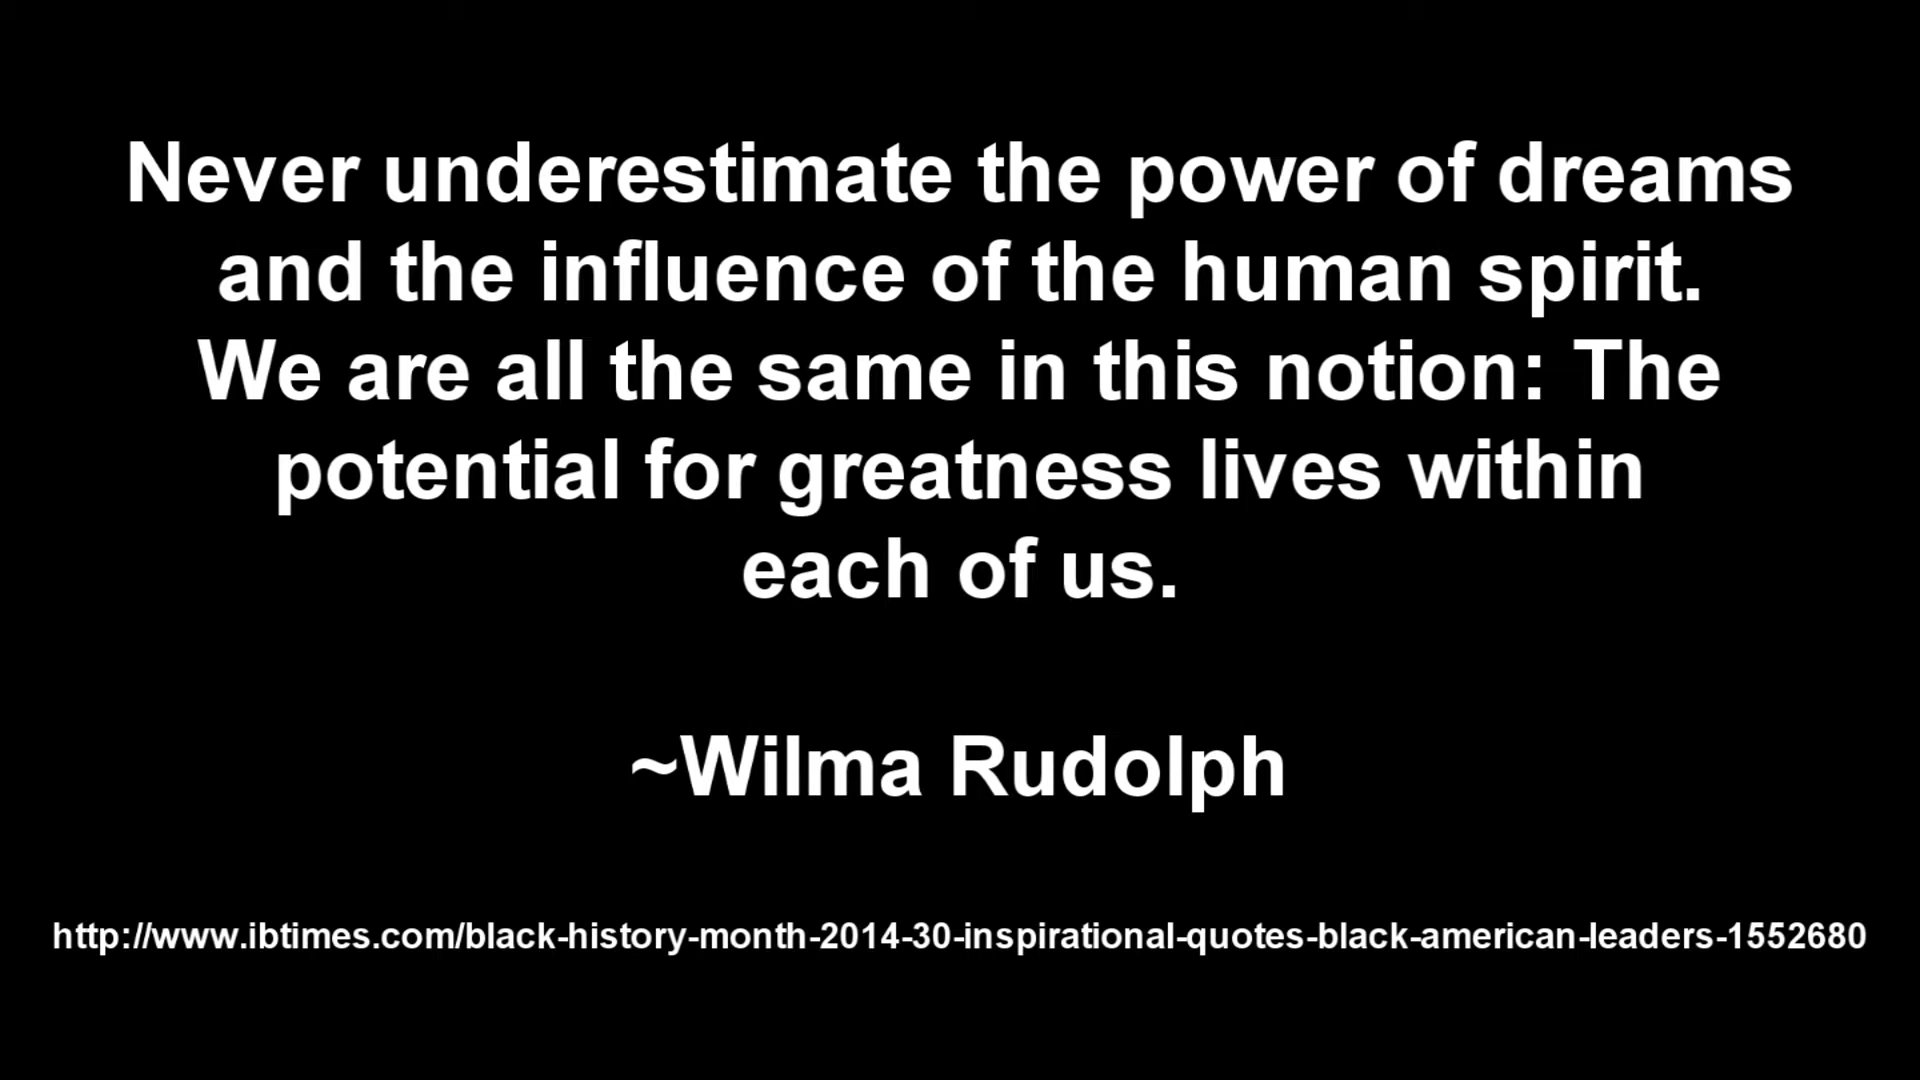 Never underestimate the power of dreams
and the influence of the human spirit.
We are all the same in this notion: The
potential for greatness lives within
each of us.
~Wilma Rudolph
http://www.ibtimes.com/black-history-month-2014-30-inspirational-quotes-black-american-leaders-1552680